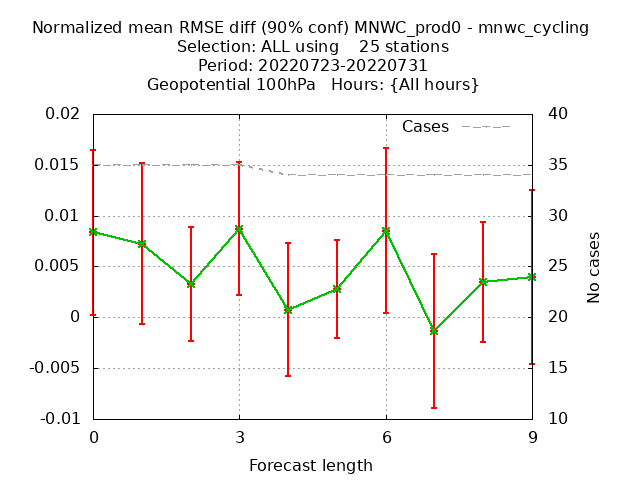 Normalized mean RMSE diff (90% conf) MNWC_prod0 - mnwc_cycling
Selection: ALL using 25 stations
Period: 20220723-20220731
Geopotential 100hPa Hours: {All hours}
0.02
0.015
0.01
0.005
0
-0.005
-0.01
Cases
40
35
30
25
20
15
10
No cases
0 3 6 9
Forecast length